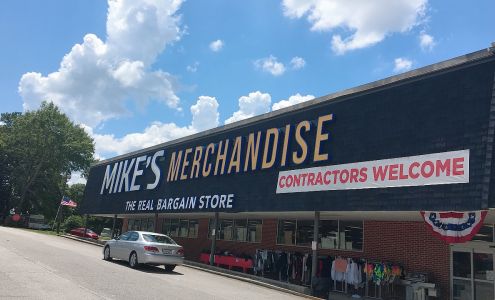 MIKE'S MERCHANDISE
THE REAL BARGAIN STORE
CONTRACTORS WELCOME